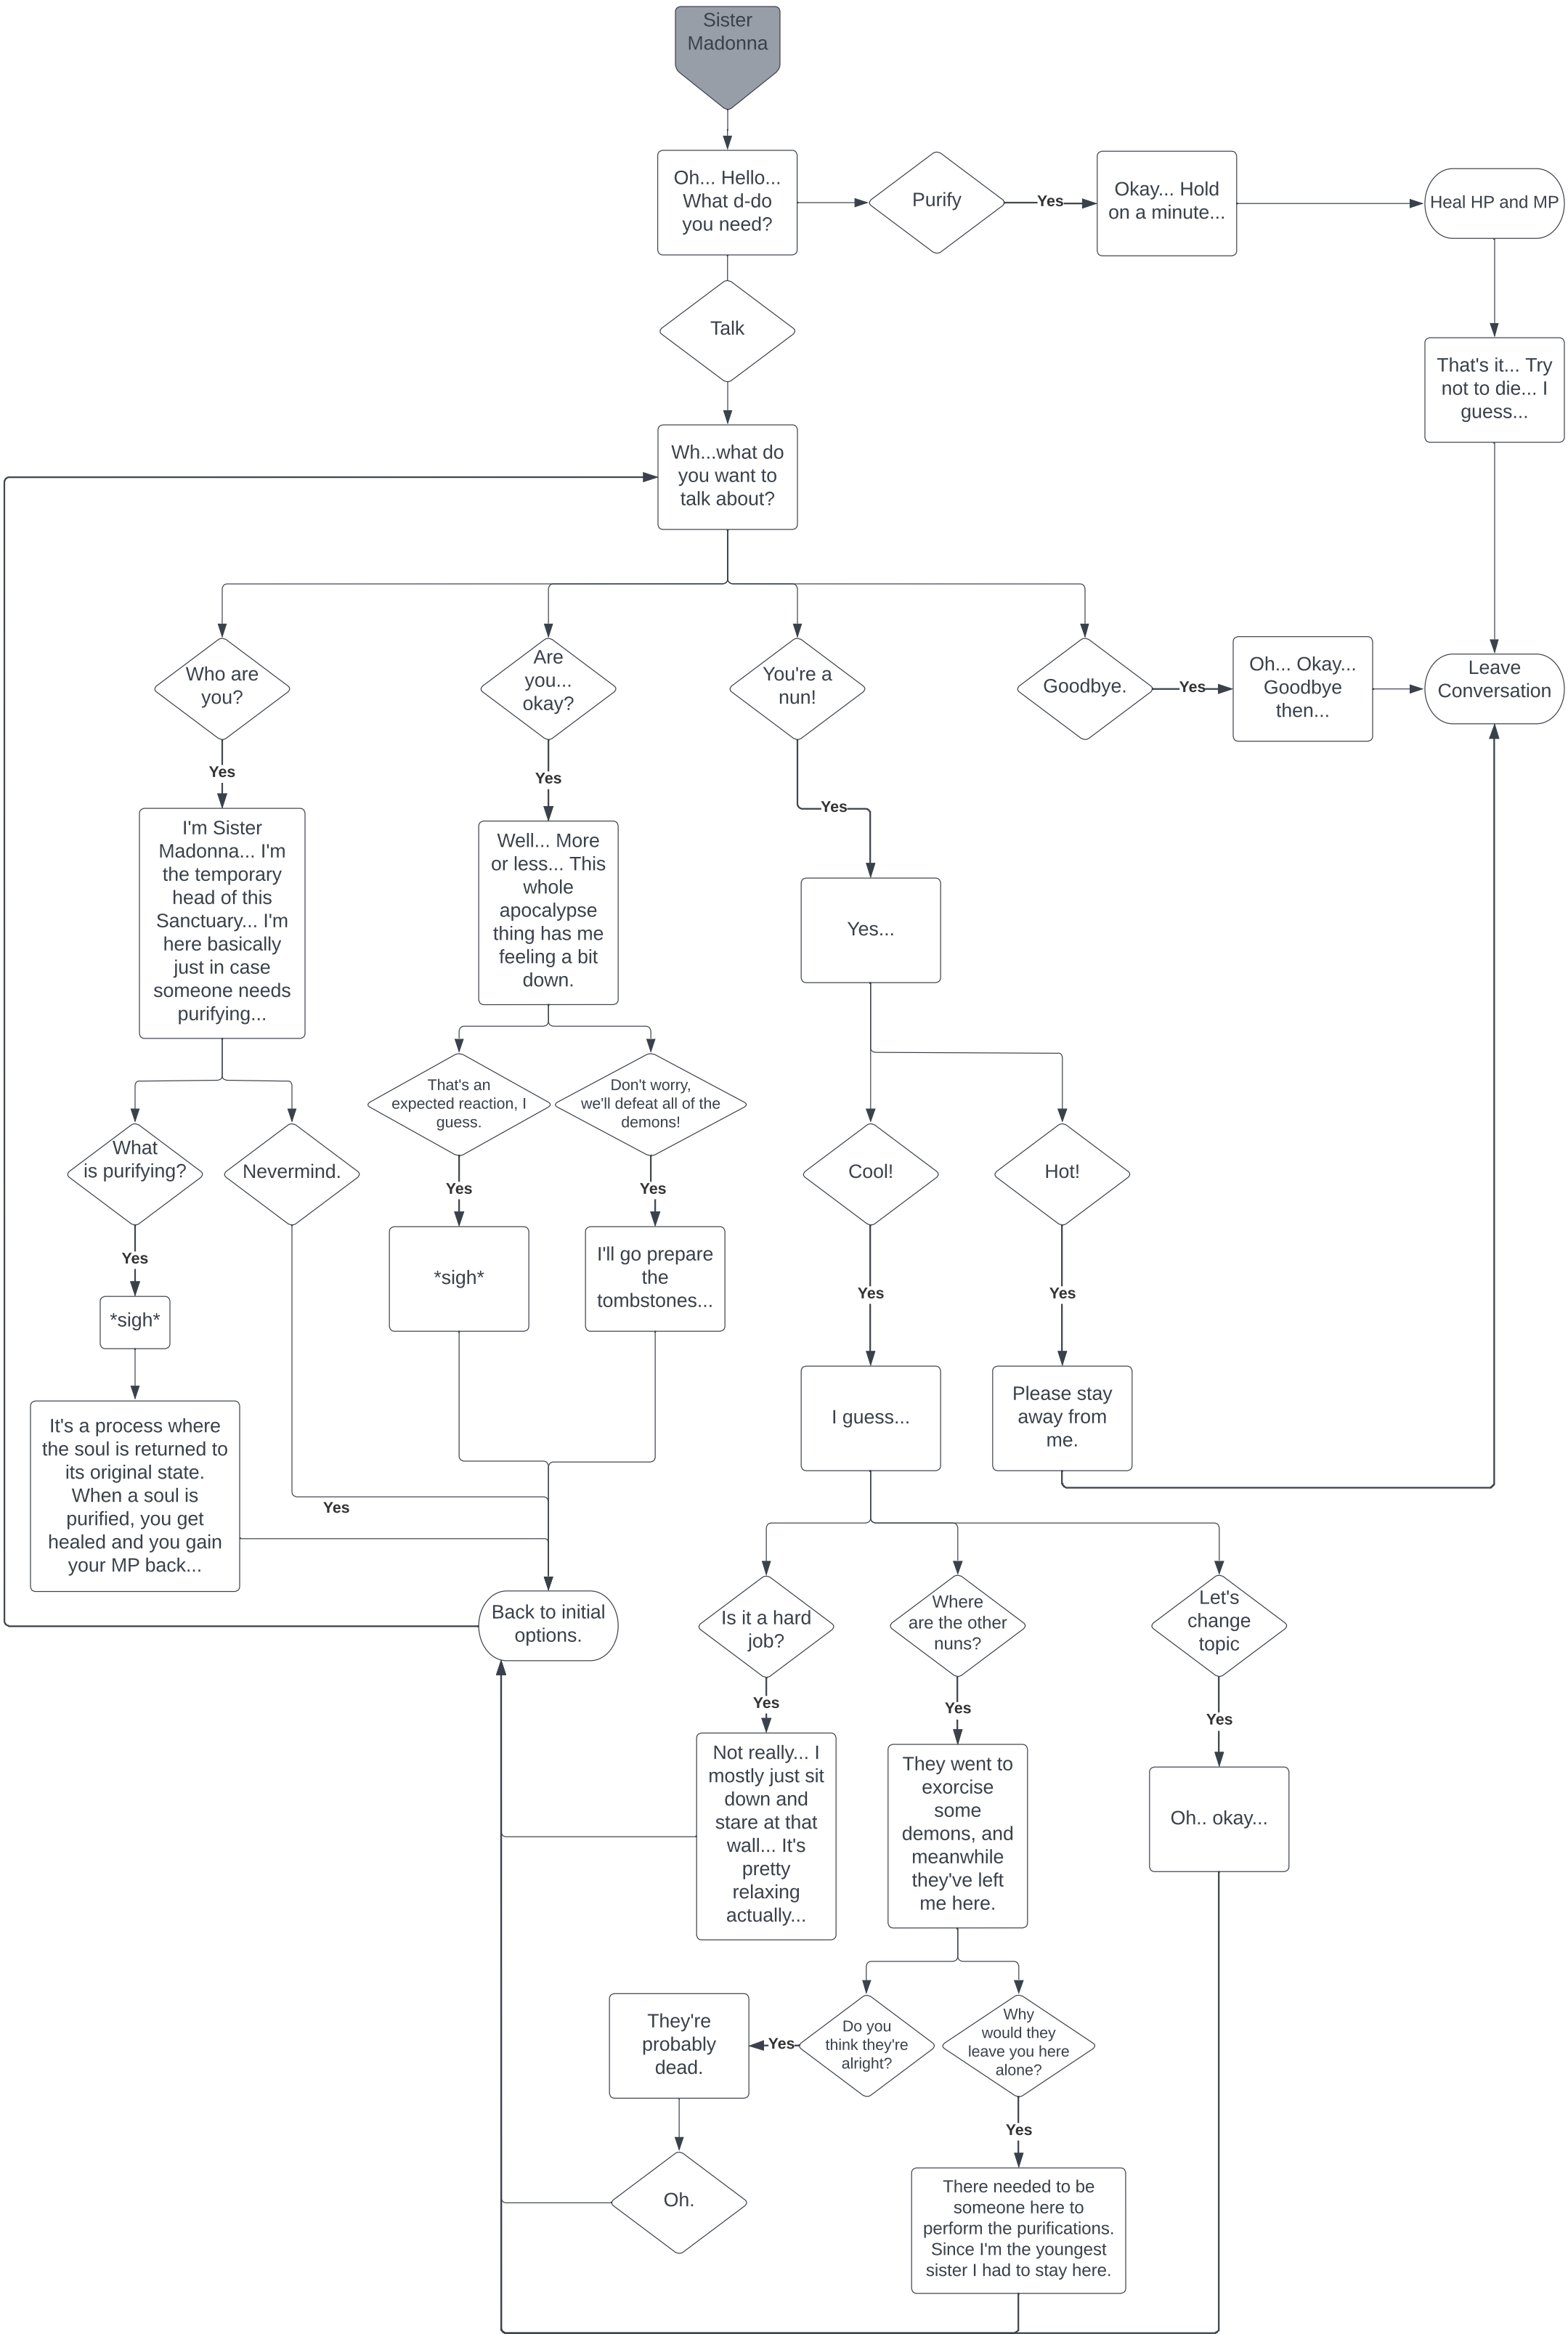 Sister
Madonna
Oh... Hello...
What d-do
you need?
Purify
Yes
Okay... Hold
on a minute...
Heal HP and MP
Talk
That's it... Try
not to die... I
guess...
Wh...what do
you want to
talk about?
Who are
you?
Are
you...
okay?
You're a
nun!
Goodbye.
Yes
Oh... Okay...
Goodbye
then...
Leave
Conversation
Yes
Yes
Yes
I'm Sister
Madonna... I'm
the temporary
head of this
Sanctuary... I'm
here basically
just in case
someone needs
purifying...
Well... More
or less... This
whole
apocalypse
thing has me
feeling a bit
down.
Yes...
What
is purifying?
Nevermind.
That's an
expected reaction, I
guess.
Don't worry,
we'll defeat all of the
demons!
Cool!
Hot!
Yes
Yes
Yes
Yes
Yes
*sigh*
*sigh*
I'll go prepare
the
tombstones...
I guess...
Please stay
away from
me.
It's a process where
the soul is returned to
its original state.
When a soul is
purified, you get
healed and you gain
your MP back...
Yes
Back to initial
options.
Is it a hard
job?
Where
are the other
nuns?
Let's
change
topic
Yes
Yes
Yes
Not really... I
mostly just sit
down and
stare at that
wall... It's
pretty
relaxing
actually...
They went to
exorcise
some
demons, and
meanwhile
they've left
me here.
Oh.. okay...
They're
probably
dead.
Yes
Do you
think they're
alright?
Why
would they
leave you here
alone?
Yes
Oh.
There needed to be
someone here to
perform the purifications.
Since I'm the youngest
sister I had to stay here.